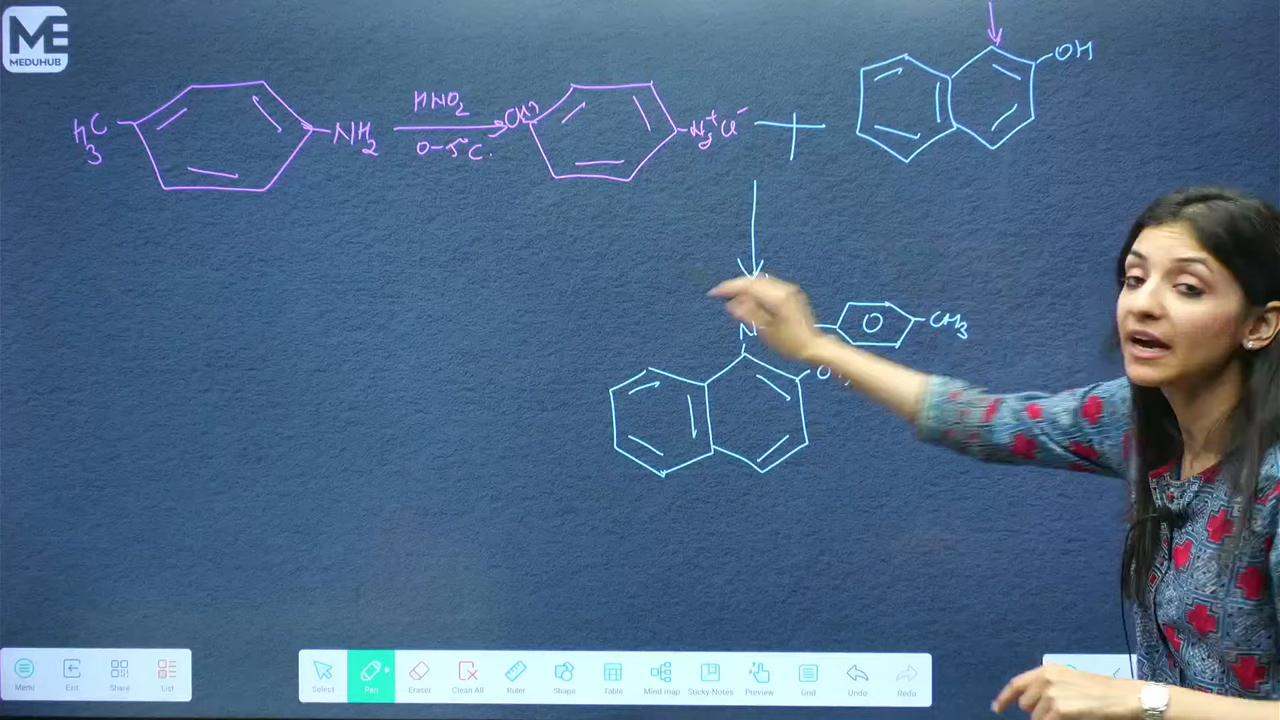 ME
MEDUHUB
H3C
NH2
HNO2
0-5°C.
CH3
N2+Cl-
+
OH
N
CH3
O
Menu
Exit
Share
List
Select
Pen
Eraser
Clean All
Ruler
Shape
Table
Mind map
Sticky Notes
Preview
Grid
Undo
Redo